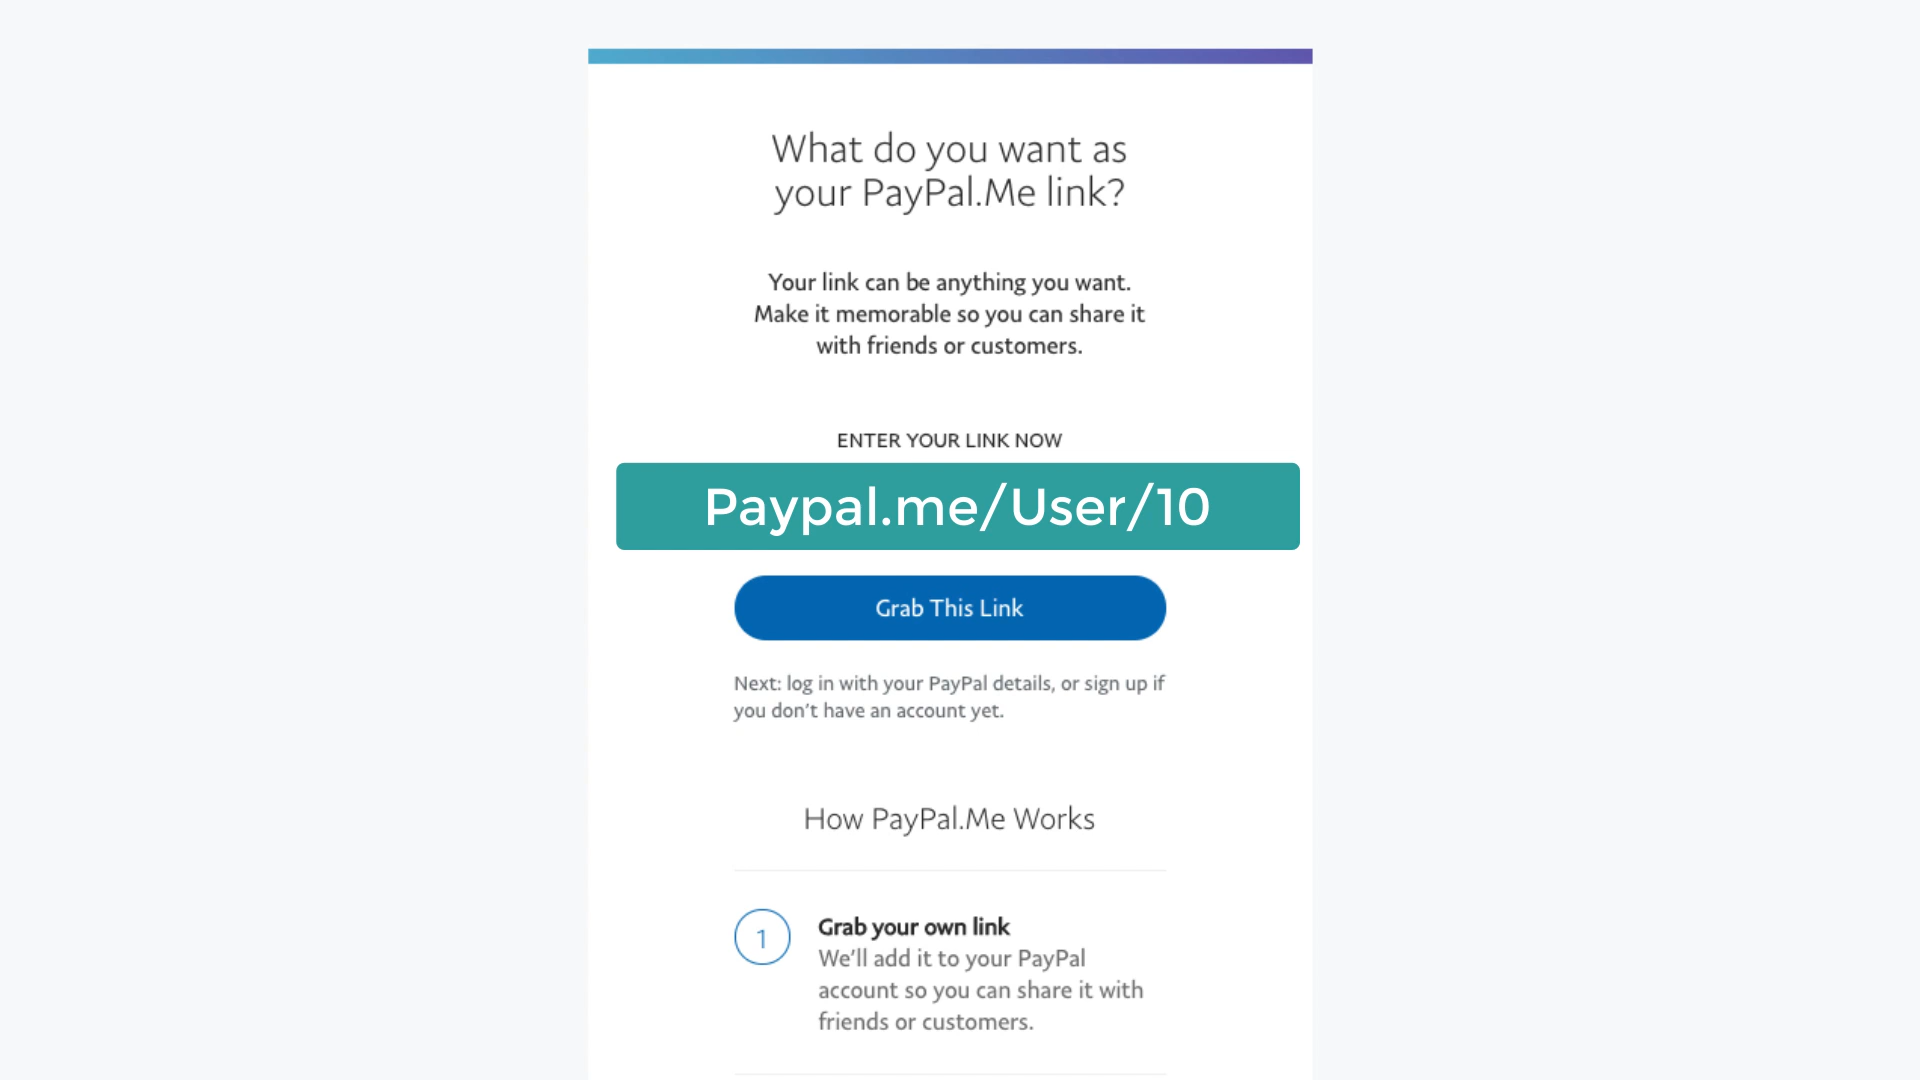 What do you want as
your PayPal.Me link?
Your link can be anything you want.
Make it memorable so you can share it
with friends or customers.
ENTER YOUR LINK NOW
Paypal.me/User/10
Grab This Link
Next: log in with your PayPal details, or sign up if
you don't have an account yet.
How PayPal.Me Works
1
Grab your own link
We'll add it to your PayPal
account so you can share it with
friends or customers.